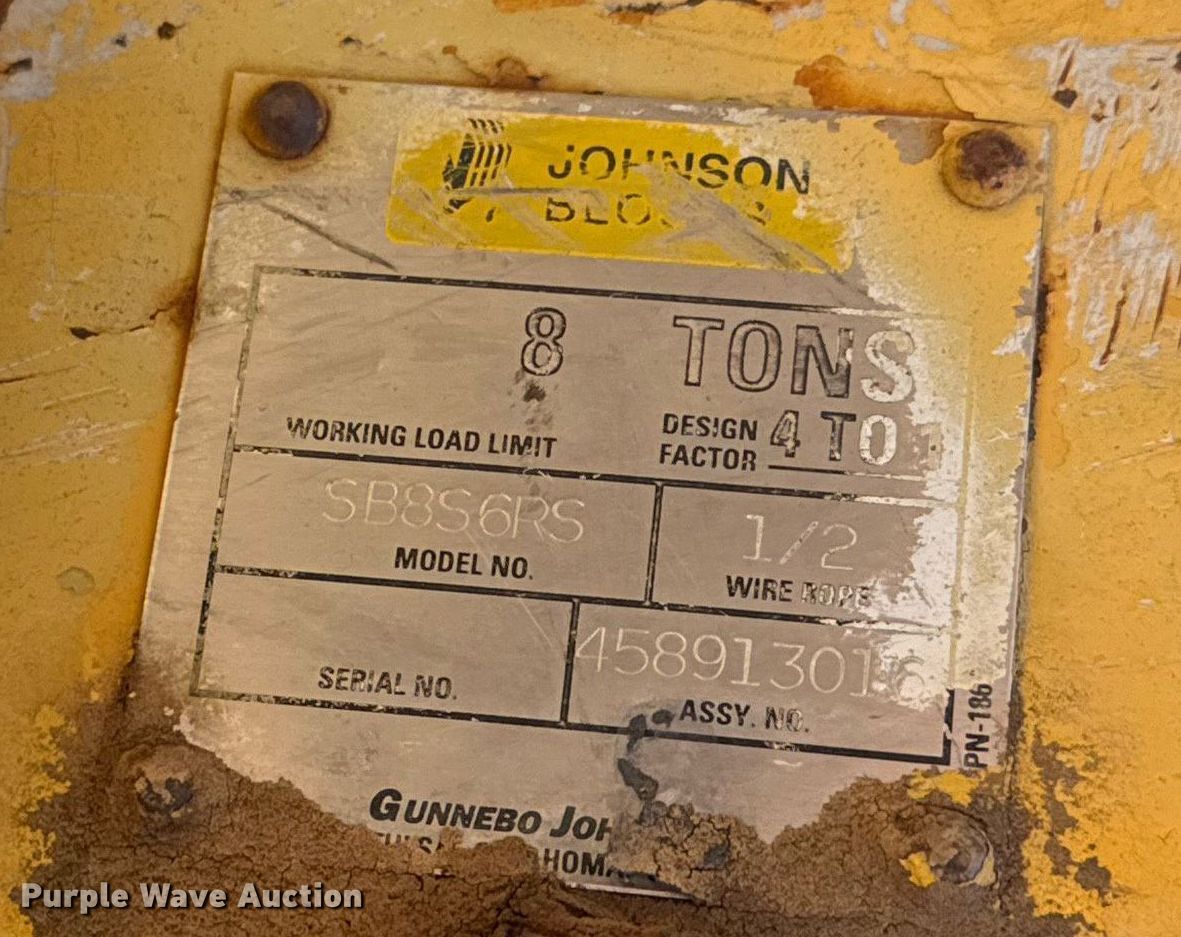 JOHNSON
8 TONS
WORKING LOAD LIMIT
DESIGN FACTOR 4 TO
SB8S6RS
MODEL NO.
1/2
WIRE ROPE
SERIAL NO.
4589130116
ASSY. NO.
PN-186
GUNNEBO
Purple Wave Auction